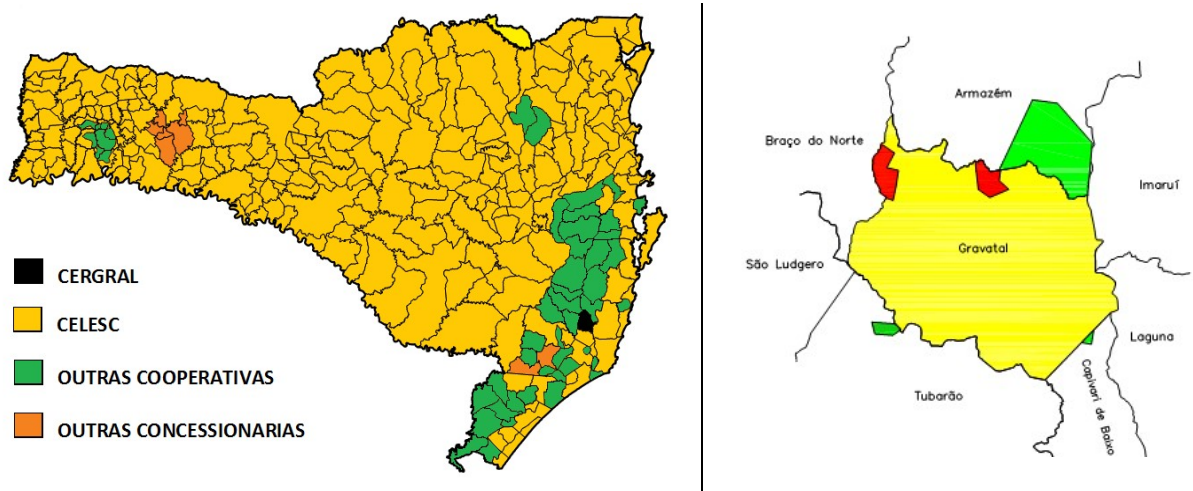 CERGRAL
CELESC
OUTRAS COOPERATIVAS
OUTRAS CONCESSIONARIAS
Armazém
Braço do Norte
Imaruí
Gravatal
São Ludgero
Laguna
Tubarão
Capivari de Baixo